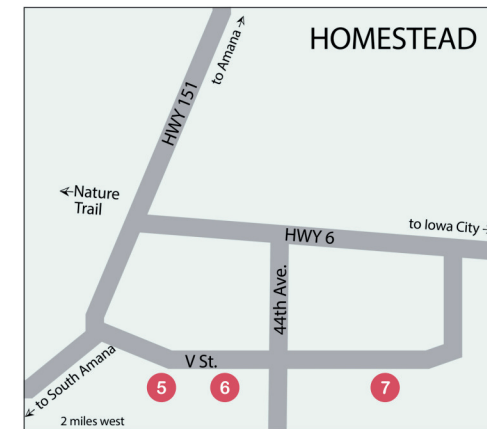 HOMESTEAD
to Amana →
HWY 151
←Nature
Trail
to Iowa City →
HWY 6
44th Ave.
V St.
← to South Amana
5
6
7
2 miles west